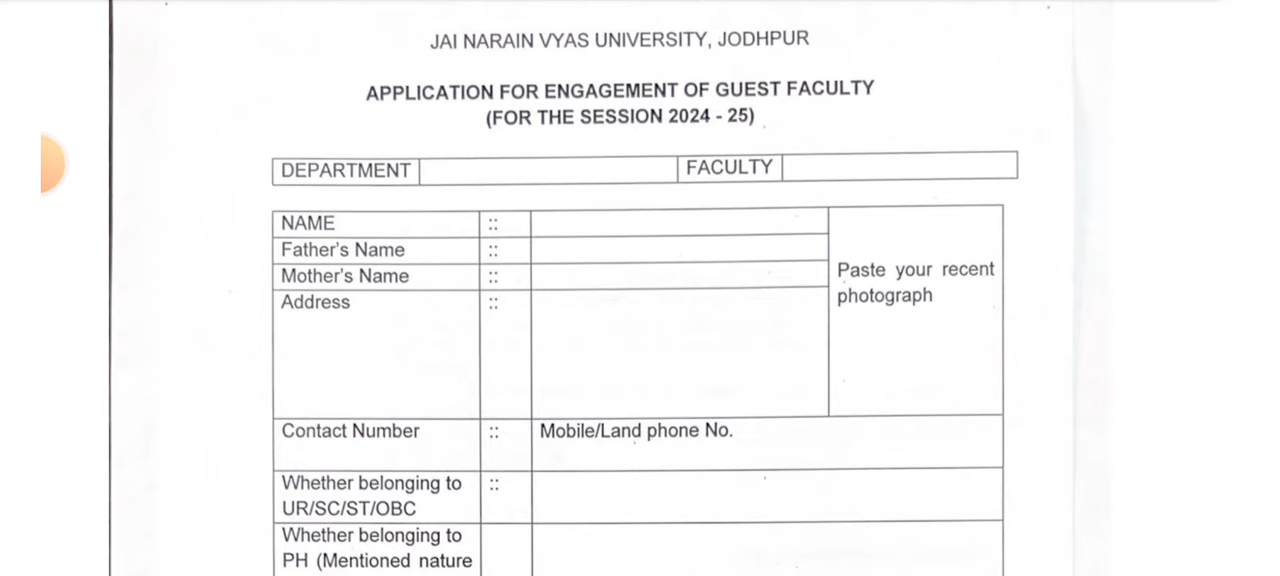 JAI NARAIN VYAS UNIVERSITY, JODHPUR
APPLICATION FOR ENGAGEMENT OF GUEST FACULTY
(FOR THE SESSION 2024 - 25)
DEPARTMENT FACULTY
NAME ::
Father's Name ::
Mother's Name ::
Address ::
Paste your recent
photograph
Contact Number :: Mobile/Land phone No.
Whether belonging to ::
UR/SC/ST/OBC
Whether belonging to
PH (Mentioned nature